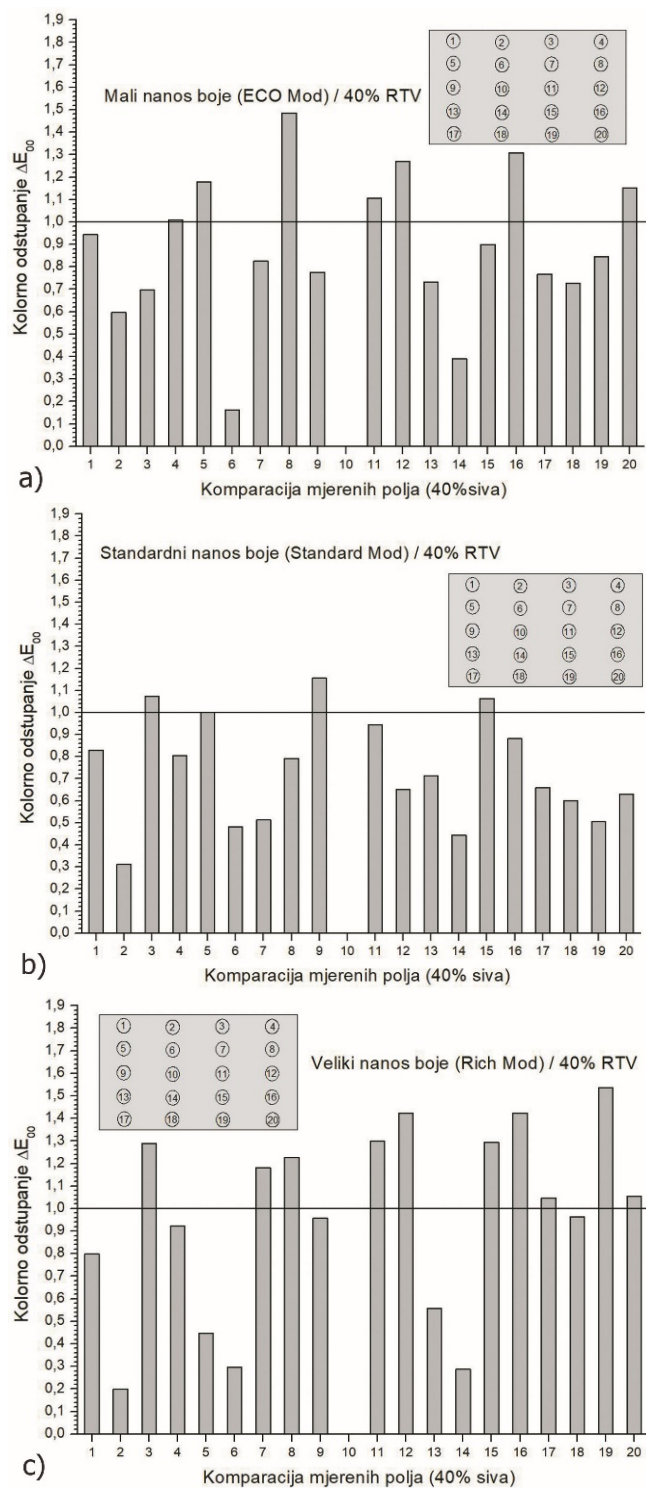 1,9
1,8
1,7
1,6
1,5
1,4
1,3
1,2
1,1
1,0
0,9
0,8
0,7
0,6
0,5
0,4
0,3
0,2
0,1
0,0
Kolorno odstupanje ΔE₀₀
Mali nanos boje (ECO Mod) / 40% RTV
1 2 3 4
5 6 7 8
9 10 11 12
13 14 15 16
17 18 19 20
1 2 3 4 5 6 7 8 9 10 11 12 13 14 15 16 17 18 19 20
a)
Komparacija mjerenih polja (40%siva)
1,9
1,8
1,7
1,6
1,5
1,4
1,3
1,2
1,1
1,0
0,9
0,8
0,7
0,6
0,5
0,4
0,3
0,2
0,1
0,0
Kolorno odstupanje ΔE₀₀
Standardni nanos boje (Standard Mod) / 40% RTV
1 2 3 4
5 6 7 8
9 10 11 12
13 14 15 16
17 18 19 20
1 2 3 4 5 6 7 8 9 10 11 12 13 14 15 16 17 18 19 20
b)
Komparacija mjerenih polja (40% siva)
1,9
1,8
1,7
1,6
1,5
1,4
1,3
1,2
1,1
1,0
0,9
0,8
0,7
0,6
0,5
0,4
0,3
0,2
0,1
0,0
Kolorno odstupanje ΔE₀₀
1 2 3 4
5 6 7 8
9 10 11 12
13 14 15 16
17 18 19 20
Veliki nanos boje (Rich Mod) / 40% RTV
1 2 3 4 5 6 7 8 9 10 11 12 13 14 15 16 17 18 19 20
c)
Komparacija mjerenih polja (40% siva)